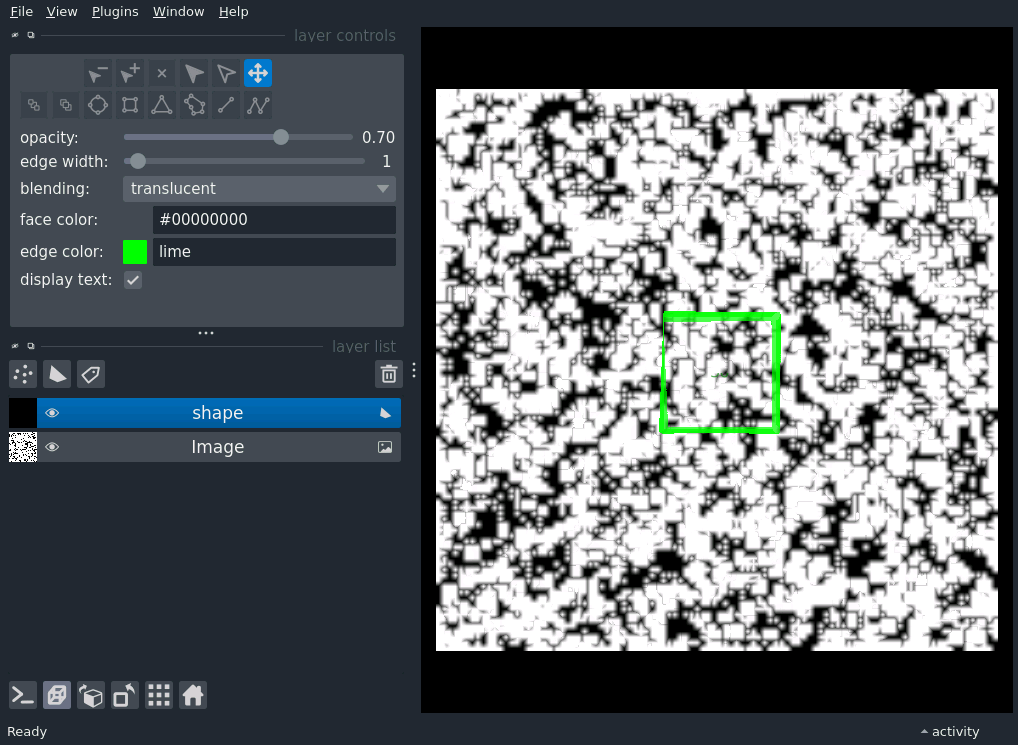 File View Plugins Window Help
layer controls
opacity: 0.70
edge width: 1
blending: translucent
face color: #00000000
edge color: lime
display text:
layer list
shape
Image
Ready activity